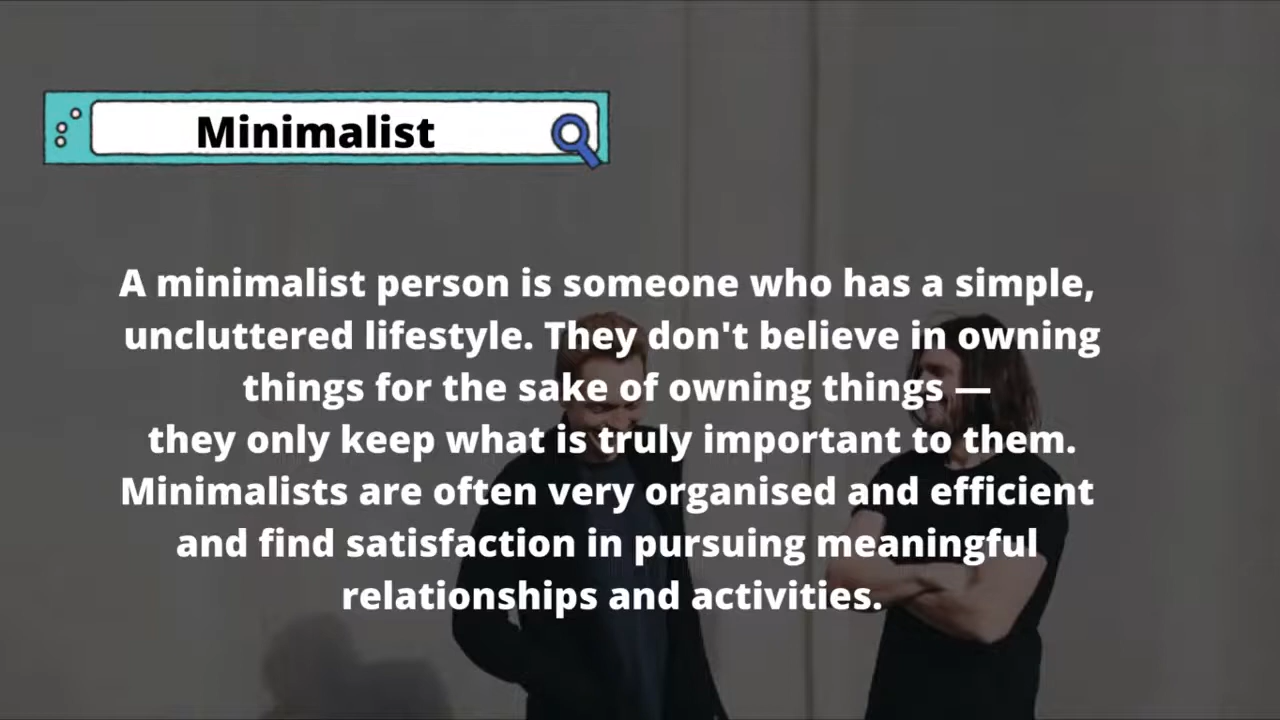 Minimalist
A minimalist person is someone who has a simple,
uncluttered lifestyle. They don't believe in owning
things for the sake of owning things —
they only keep what is truly important to them.
Minimalists are often very organised and efficient
and find satisfaction in pursuing meaningful
relationships and activities.